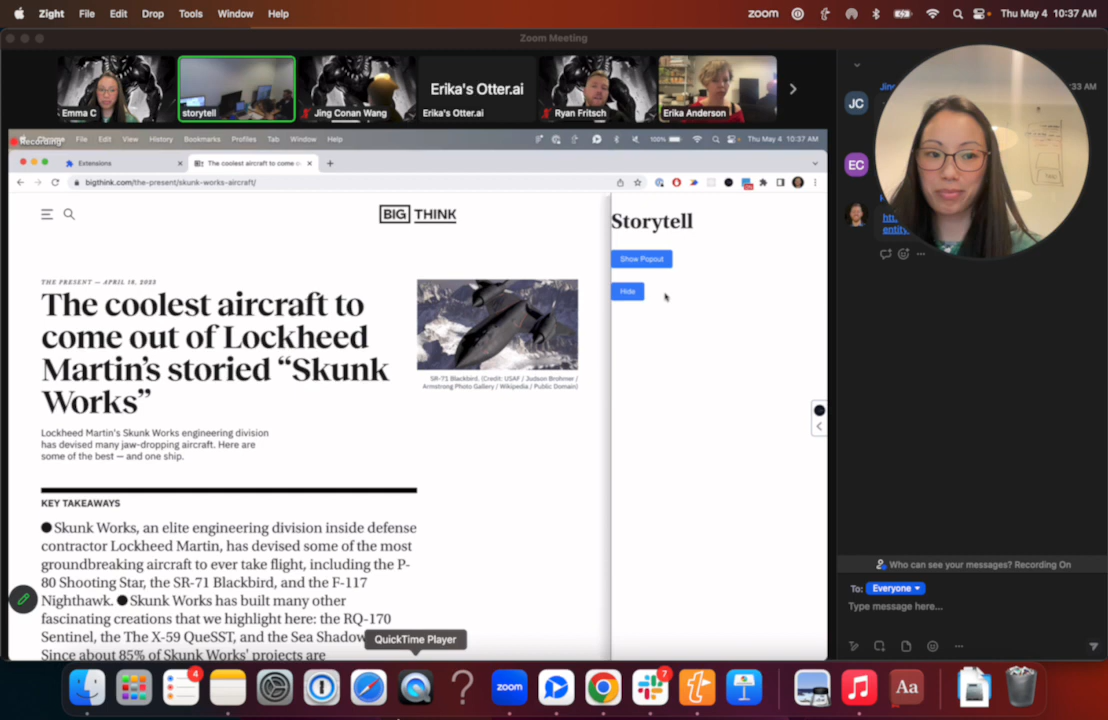 Zight File Edit Drop Tools Window Help
zoom
Thu May 4 10:37 AM
Zoom Meeting
Emma C
storytell
Jing Conan Wang
Erika's Otter.ai
Erika's Otter.ai
Ryan Fritsch
Erika Anderson
Recording
File Edit View History Bookmarks Profiles Tab Window Help
100%
Thu May 4 10:37 AM
Extensions
The coolest aircraft to come o
bigthink.com/the-present/skunk-works-aircraft/
BIG THINK
THE PRESENT — APRIL 18, 2023
The coolest aircraft to
come out of Lockheed
Martin's storied “Skunk
Works”
SR-71 Blackbird. (Credit: USAF / Judson Brohmer /
Armstrong Photo Gallery / Wikipedia / Public Domain)
Lockheed Martin's Skunk Works engineering division
has devised many jaw-dropping aircraft. Here are
some of the best — and one ship.
KEY TAKEAWAYS
Skunk Works, an elite engineering division inside defense
contractor Lockheed Martin, has devised some of the most
groundbreaking aircraft to ever take flight, including the P-
80 Shooting Star, the SR-71 Blackbird, and the F-117
Nighthawk. ● Skunk Works has built many other
fascinating creations that we highlight here: the RQ-170
Sentinel, the The X-59 QueSST, and the Sea Shadow
Since about 85% of Skunk Works' projects are
Storytell
Show Popout
Hide
JC
Jing
:33 AM
EC
htt
entity
Who can see your messages? Recording On
To: Everyone
Type message here...
QuickTime Player
4
zoom
7
Aa